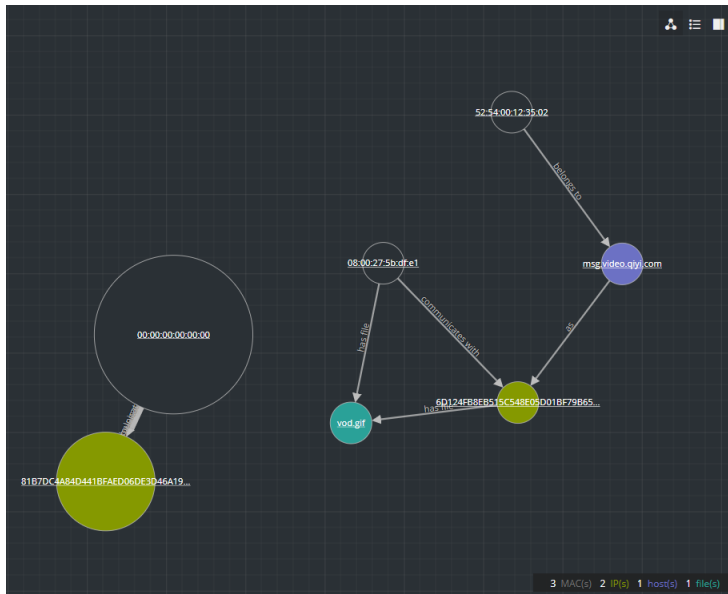 52:54:00:12:35:02
belongs to
08:00:27:5b:df:e1
msg.video.qiyi.com
communicates with
as
has file
00:00:00:00:00:00
6D124FB8EB515C548E05D01BF79B65...
has file
vod.gif
81B7DC4A84D441BFAED06DE3D46A19...
3 MAC(s) 2 IP(s) 1 host(s) 1 file(s)